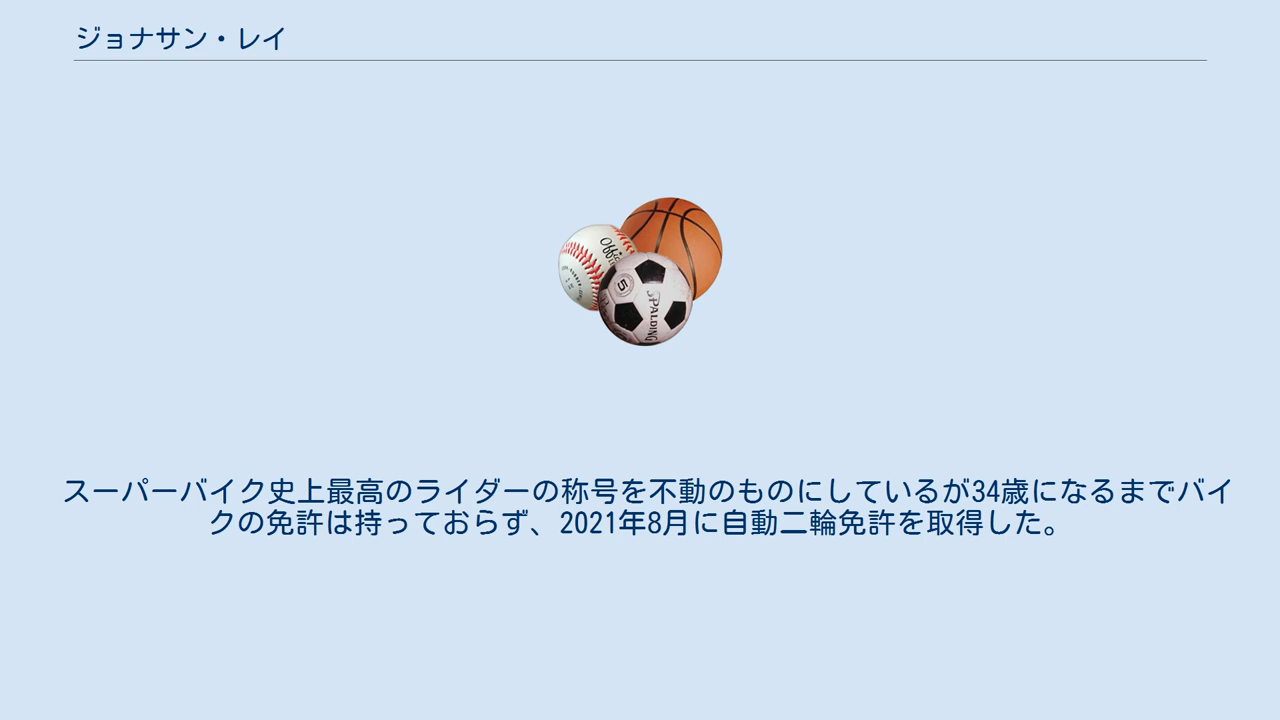 ジョナサン・レイ
Offic
5
SPALDING
スーパーバイク史上最高のライダーの称号を不動のものにしているが34歳になるまでバイ
クの免許は持っておらず、2021年8月に自動二輪免許を取得した。